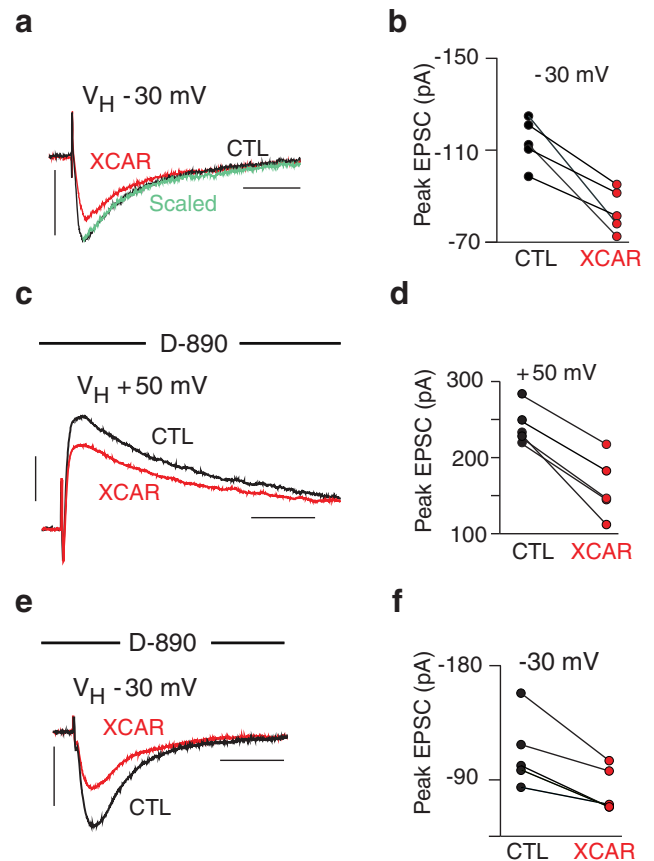 a
V_H -30 mV
XCAR
CTL
Scaled
b
-30 mV
Peak EPSC (pA)
-150
-110
-70
CTL
XCAR
c
D-890
V_H +50 mV
CTL
XCAR
d
+50 mV
Peak EPSC (pA)
300
200
100
CTL
XCAR
e
D-890
V_H -30 mV
XCAR
CTL
f
-30 mV
Peak EPSC (pA)
-180
-90
CTL
XCAR